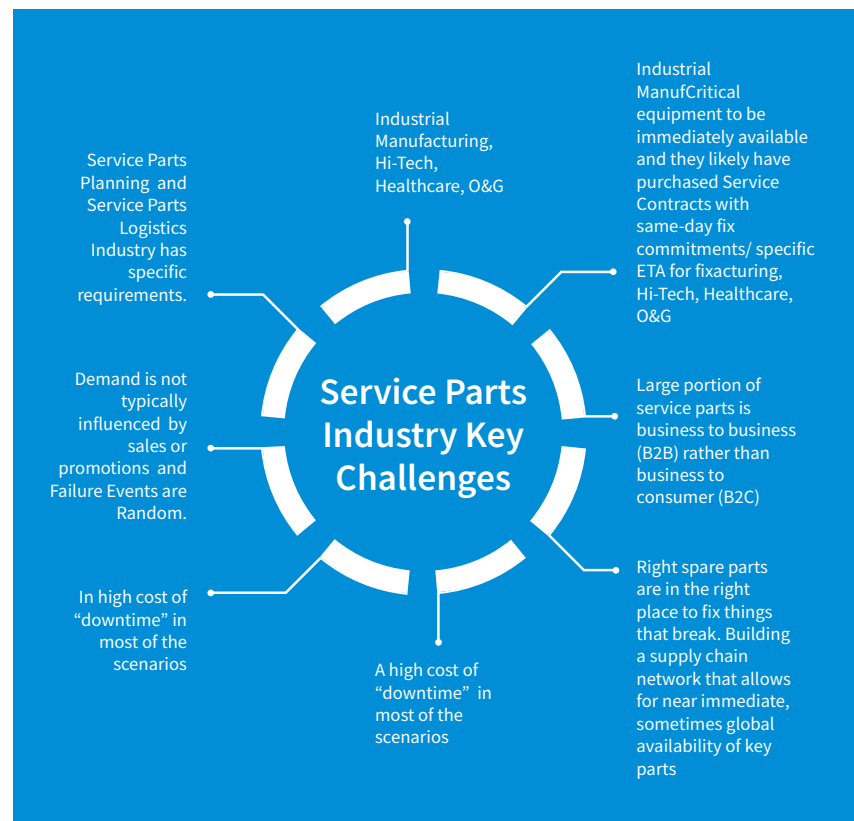 Service Parts
Industry Key
Challenges
Industrial
Manufacturing,
Hi-Tech,
Healthcare, O&G
Industrial
ManufCritical
equipment to be
immediately available
and they likely have
purchased Service
Contracts with
same-day fix
commitments/ specific
ETA for fixacturing,
Hi-Tech, Healthcare,
O&G
Large portion of
service parts is
business to business
(B2B) rather than
business to
consumer (B2C)
Right spare parts
are in the right
place to fix things
that break. Building
a supply chain
network that allows
for near immediate,
sometimes global
availability of key
parts
A high cost of
“downtime” in
most of the
scenarios
In high cost of
“downtime” in
most of the
scenarios
Demand is not
typically
influenced by
sales or
promotions and
Failure Events are
Random.
Service Parts
Planning and
Service Parts
Logistics
Industry has
specific
requirements.